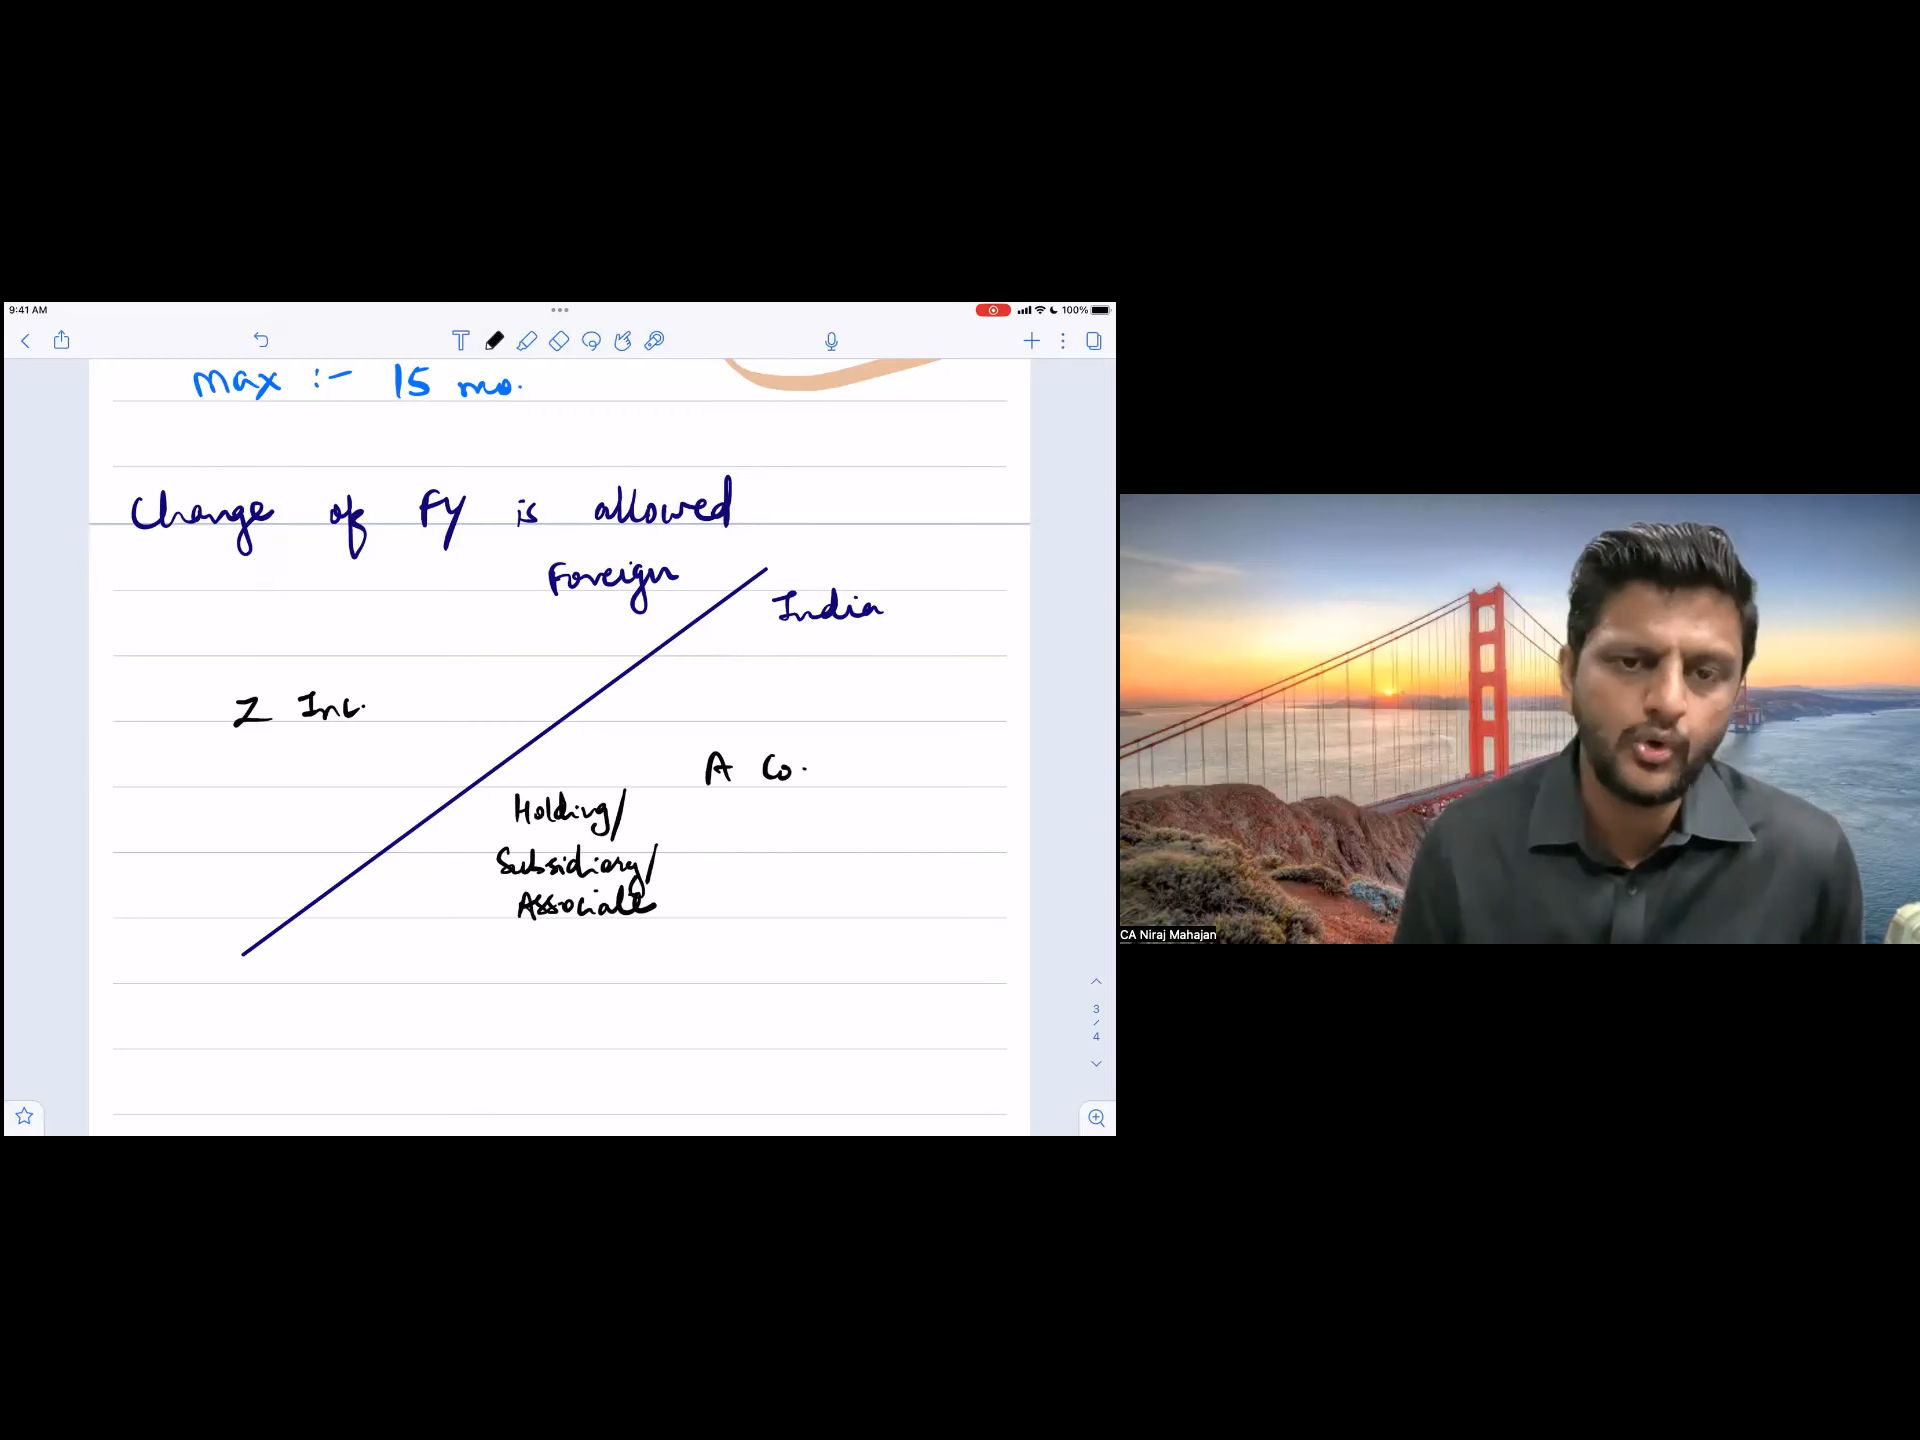 9:41 AM
100%
max :- 15 mo.
Change of FY is allowed
Foreign
India
Z Inc.
A Co.
Holding/
Subsidiary/
Associate
3
/
4
CA Niraj Mahajan